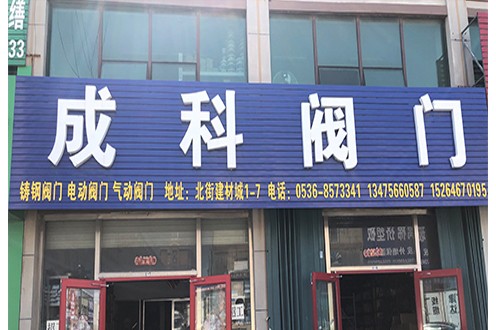 缮
33
成科阀门
铸钢阀门 电动阀门 气动阀门 地址：北街建材城1-7 电话：0536-8573341 13475660587 15264670195